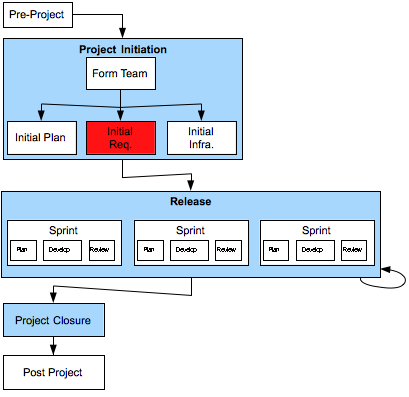 Pre-Project
Project Initiation
Form Team
Initial Plan
Initial
Req.
Initial
Infra.
Release
Sprint
Plan
Develop
Review
Sprint
Plan
Develop
Review
Sprint
Plan
Develop
Review
Project Closure
Post Project